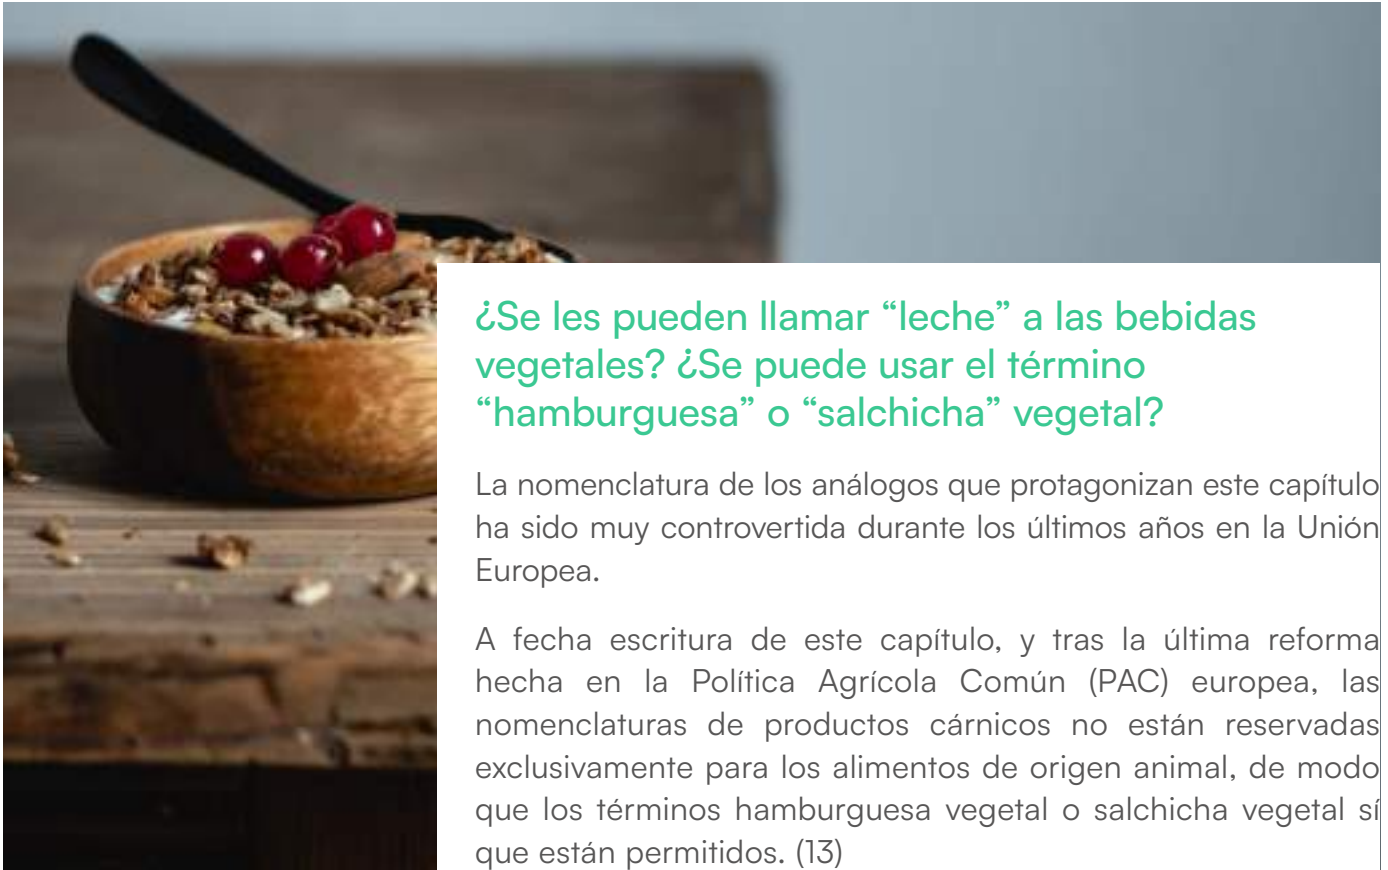 ¿Se les pueden llamar “leche” a las bebidas
vegetales? ¿Se puede usar el término
“hamburguesa” o “salchicha” vegetal?
La nomenclatura de los análogos que protagonizan este capítulo
ha sido muy controvertida durante los últimos años en la Unión
Europea.
A fecha escritura de este capítulo, y tras la última reforma
hecha en la Política Agrícola Común (PAC) europea, las
nomenclaturas de productos cárnicos no están reservadas
exclusivamente para los alimentos de origen animal, de modo
que los términos hamburguesa vegetal o salchicha vegetal sí
que están permitidos. (13)